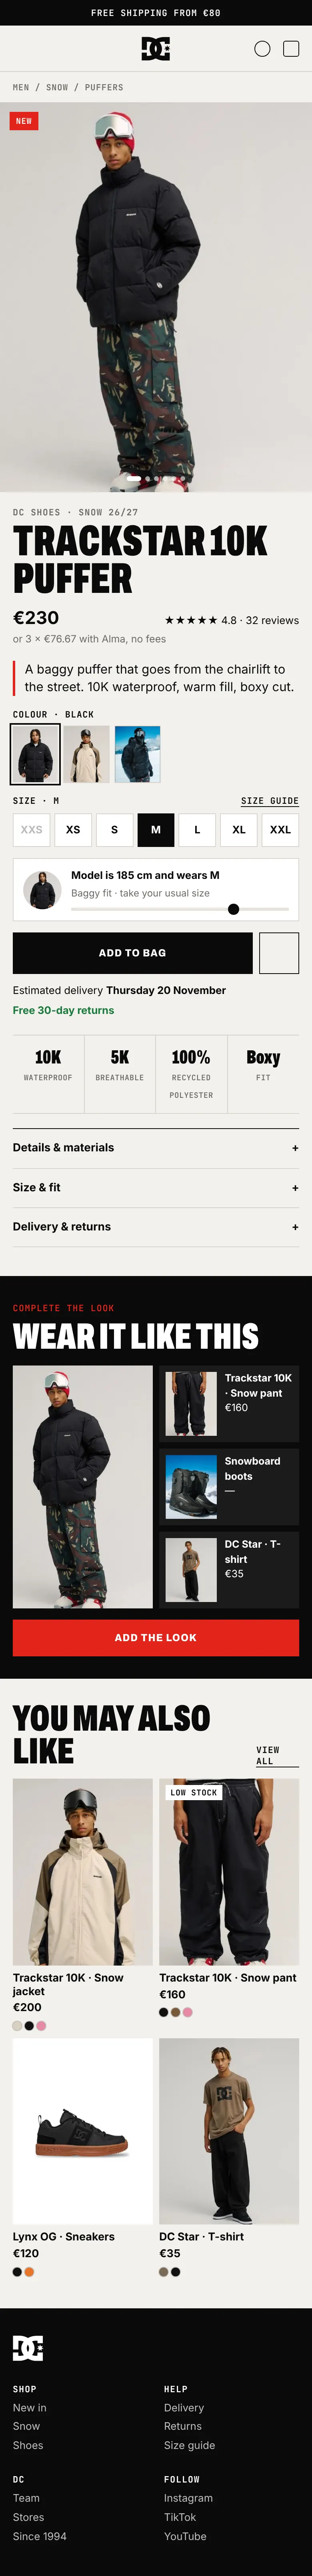 FREE SHIPPING FROM €80
DC
MEN / SNOW / PUFFERS
NEW
DC SHOES · SNOW 26/27
TRACKSTAR 10K
PUFFER
€230
★★★★★ 4.8 · 32 reviews
or 3 × €76.67 with Alma, no fees
A baggy puffer that goes from the chairlift to
the street. 10K waterproof, warm fill, boxy cut.
COLOUR · BLACK
SIZE · M
SIZE GUIDE
XXS XS S M L XL XXL
Model is 185 cm and wears M
Baggy fit · take your usual size
ADD TO BAG
Estimated delivery Thursday 20 November
Free 30-day returns
10K
WATERPROOF
5K
BREATHABLE
100%
RECYCLED
POLYESTER
Boxy
FIT
Details & materials +
Size & fit +
Delivery & returns +
COMPLETE THE LOOK
WEAR IT LIKE THIS
Trackstar 10K
· Snow pant
€160
Snowboard
boots
—
DC Star · T-
shirt
€35
ADD THE LOOK
YOU MAY ALSO
LIKE
VIEW
ALL
LOW STOCK
Trackstar 10K · Snow
jacket
€200
Trackstar 10K · Snow pant
€160
Lynx OG · Sneakers
€120
DC Star · T-shirt
€35
DC
SHOP
New in
Snow
Shoes
HELP
Delivery
Returns
Size guide
DC
Team
Stores
Since 1994
FOLLOW
Instagram
TikTok
YouTube